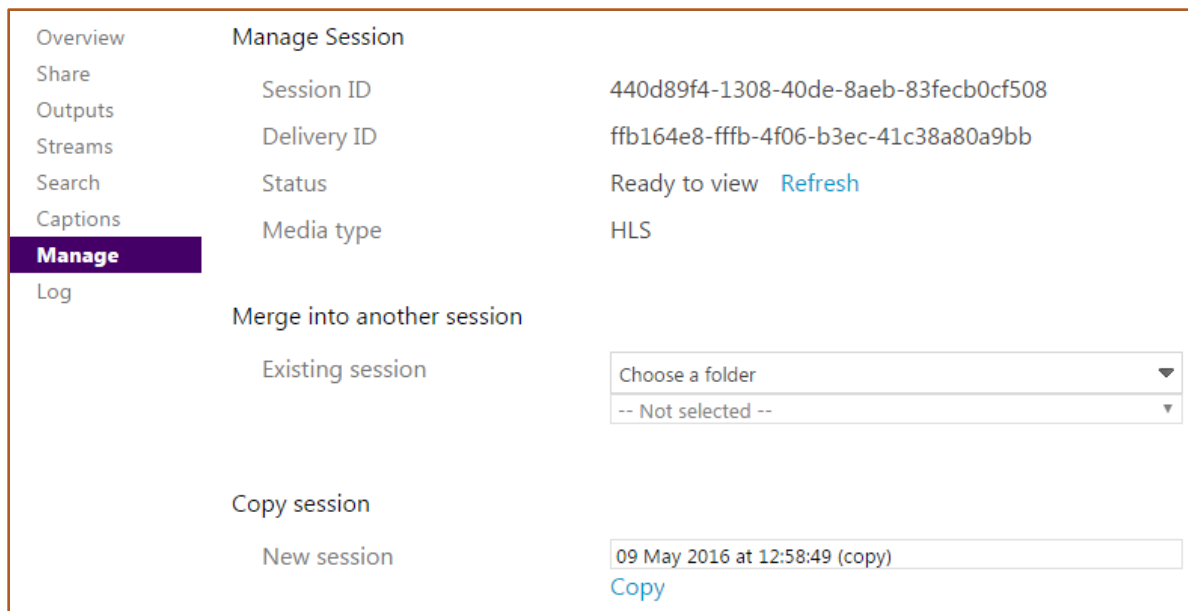 Overview
Share
Outputs
Streams
Search
Captions
Manage
Log
Manage Session
Session ID 440d89f4-1308-40de-8aeb-83fecb0cf508
Delivery ID ffb164e8-fffb-4f06-b3ec-41c38a80a9bb
Status Ready to view Refresh
Media type HLS
Merge into another session
Existing session Choose a folder
-- Not selected --
Copy session
New session 09 May 2016 at 12:58:49 (copy)
Copy